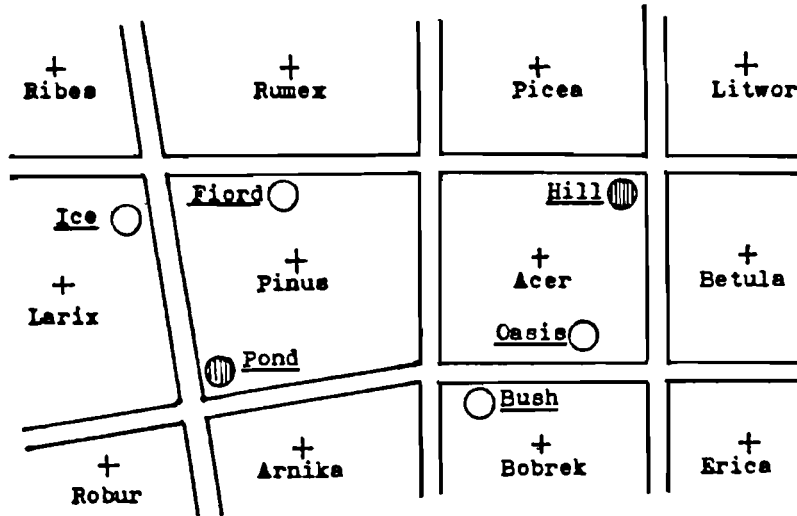 Ribes
Rumex
Picea
Litwor
Fiord
Hill
Ice
Pinus
Acer
Betula
Larix
Oasis
Pond
Bush
Arnika
Bobrek
Erica
Robur